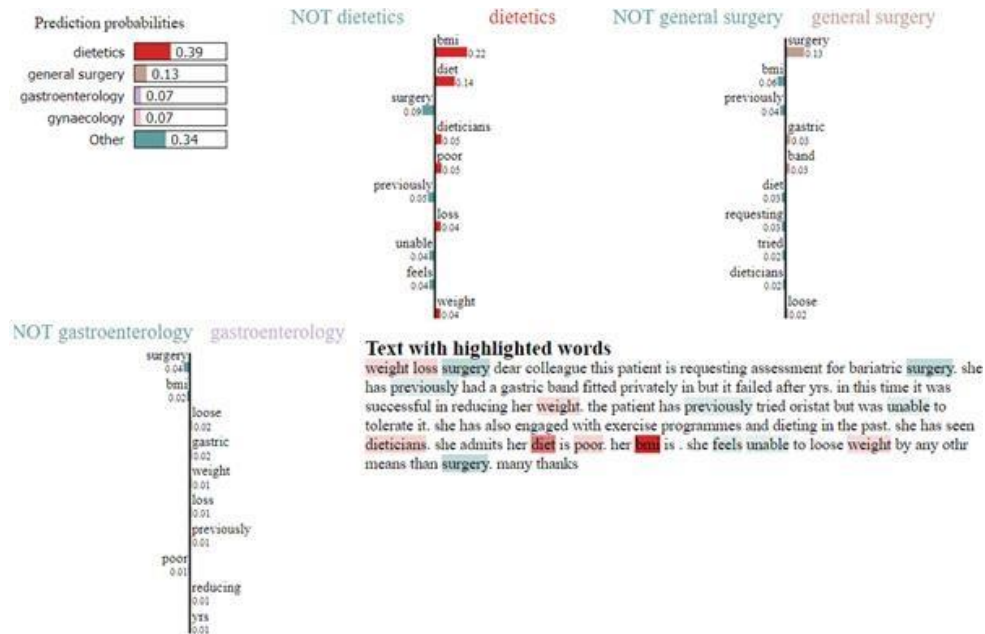 Prediction probabilities
dietetics 0.39
general surgery 0.13
gastroenterology 0.07
gynaecology 0.07
Other 0.34
NOT dietetics dietetics
bmi
0.22
diet
0.14
surgery
0.09
dieticians
0.05
poor
0.05
previously
0.05
loss
0.04
unable
0.04
feels
0.04
weight
0.04
NOT general surgery general surgery
surgery
0.13
bmi
0.06
previously
0.04
gastric
0.03
band
0.03
diet
0.03
requesting
0.03
tried
0.02
dieticians
0.02
loose
0.02
NOT gastroenterology gastroenterology
surgery
0.04
bmi
0.02
loose
0.02
gastric
0.02
weight
0.01
loss
0.01
previously
0.01
poor
0.01
reducing
0.01
yrs
0.01
Text with highlighted words
weight loss surgery dear colleague this patient is requesting assessment for bariatric surgery. she
has previously had a gastric band fitted privately in but it failed after yrs. in this time it was
successful in reducing her weight. the patient has previously tried oristat but was unable to
tolerate it. she has also engaged with exercise programmes and dieting in the past. she has seen
dieticians. she admits her diet is poor. her bmi is . she feels unable to loose weight by any othr
means than surgery. many thanks